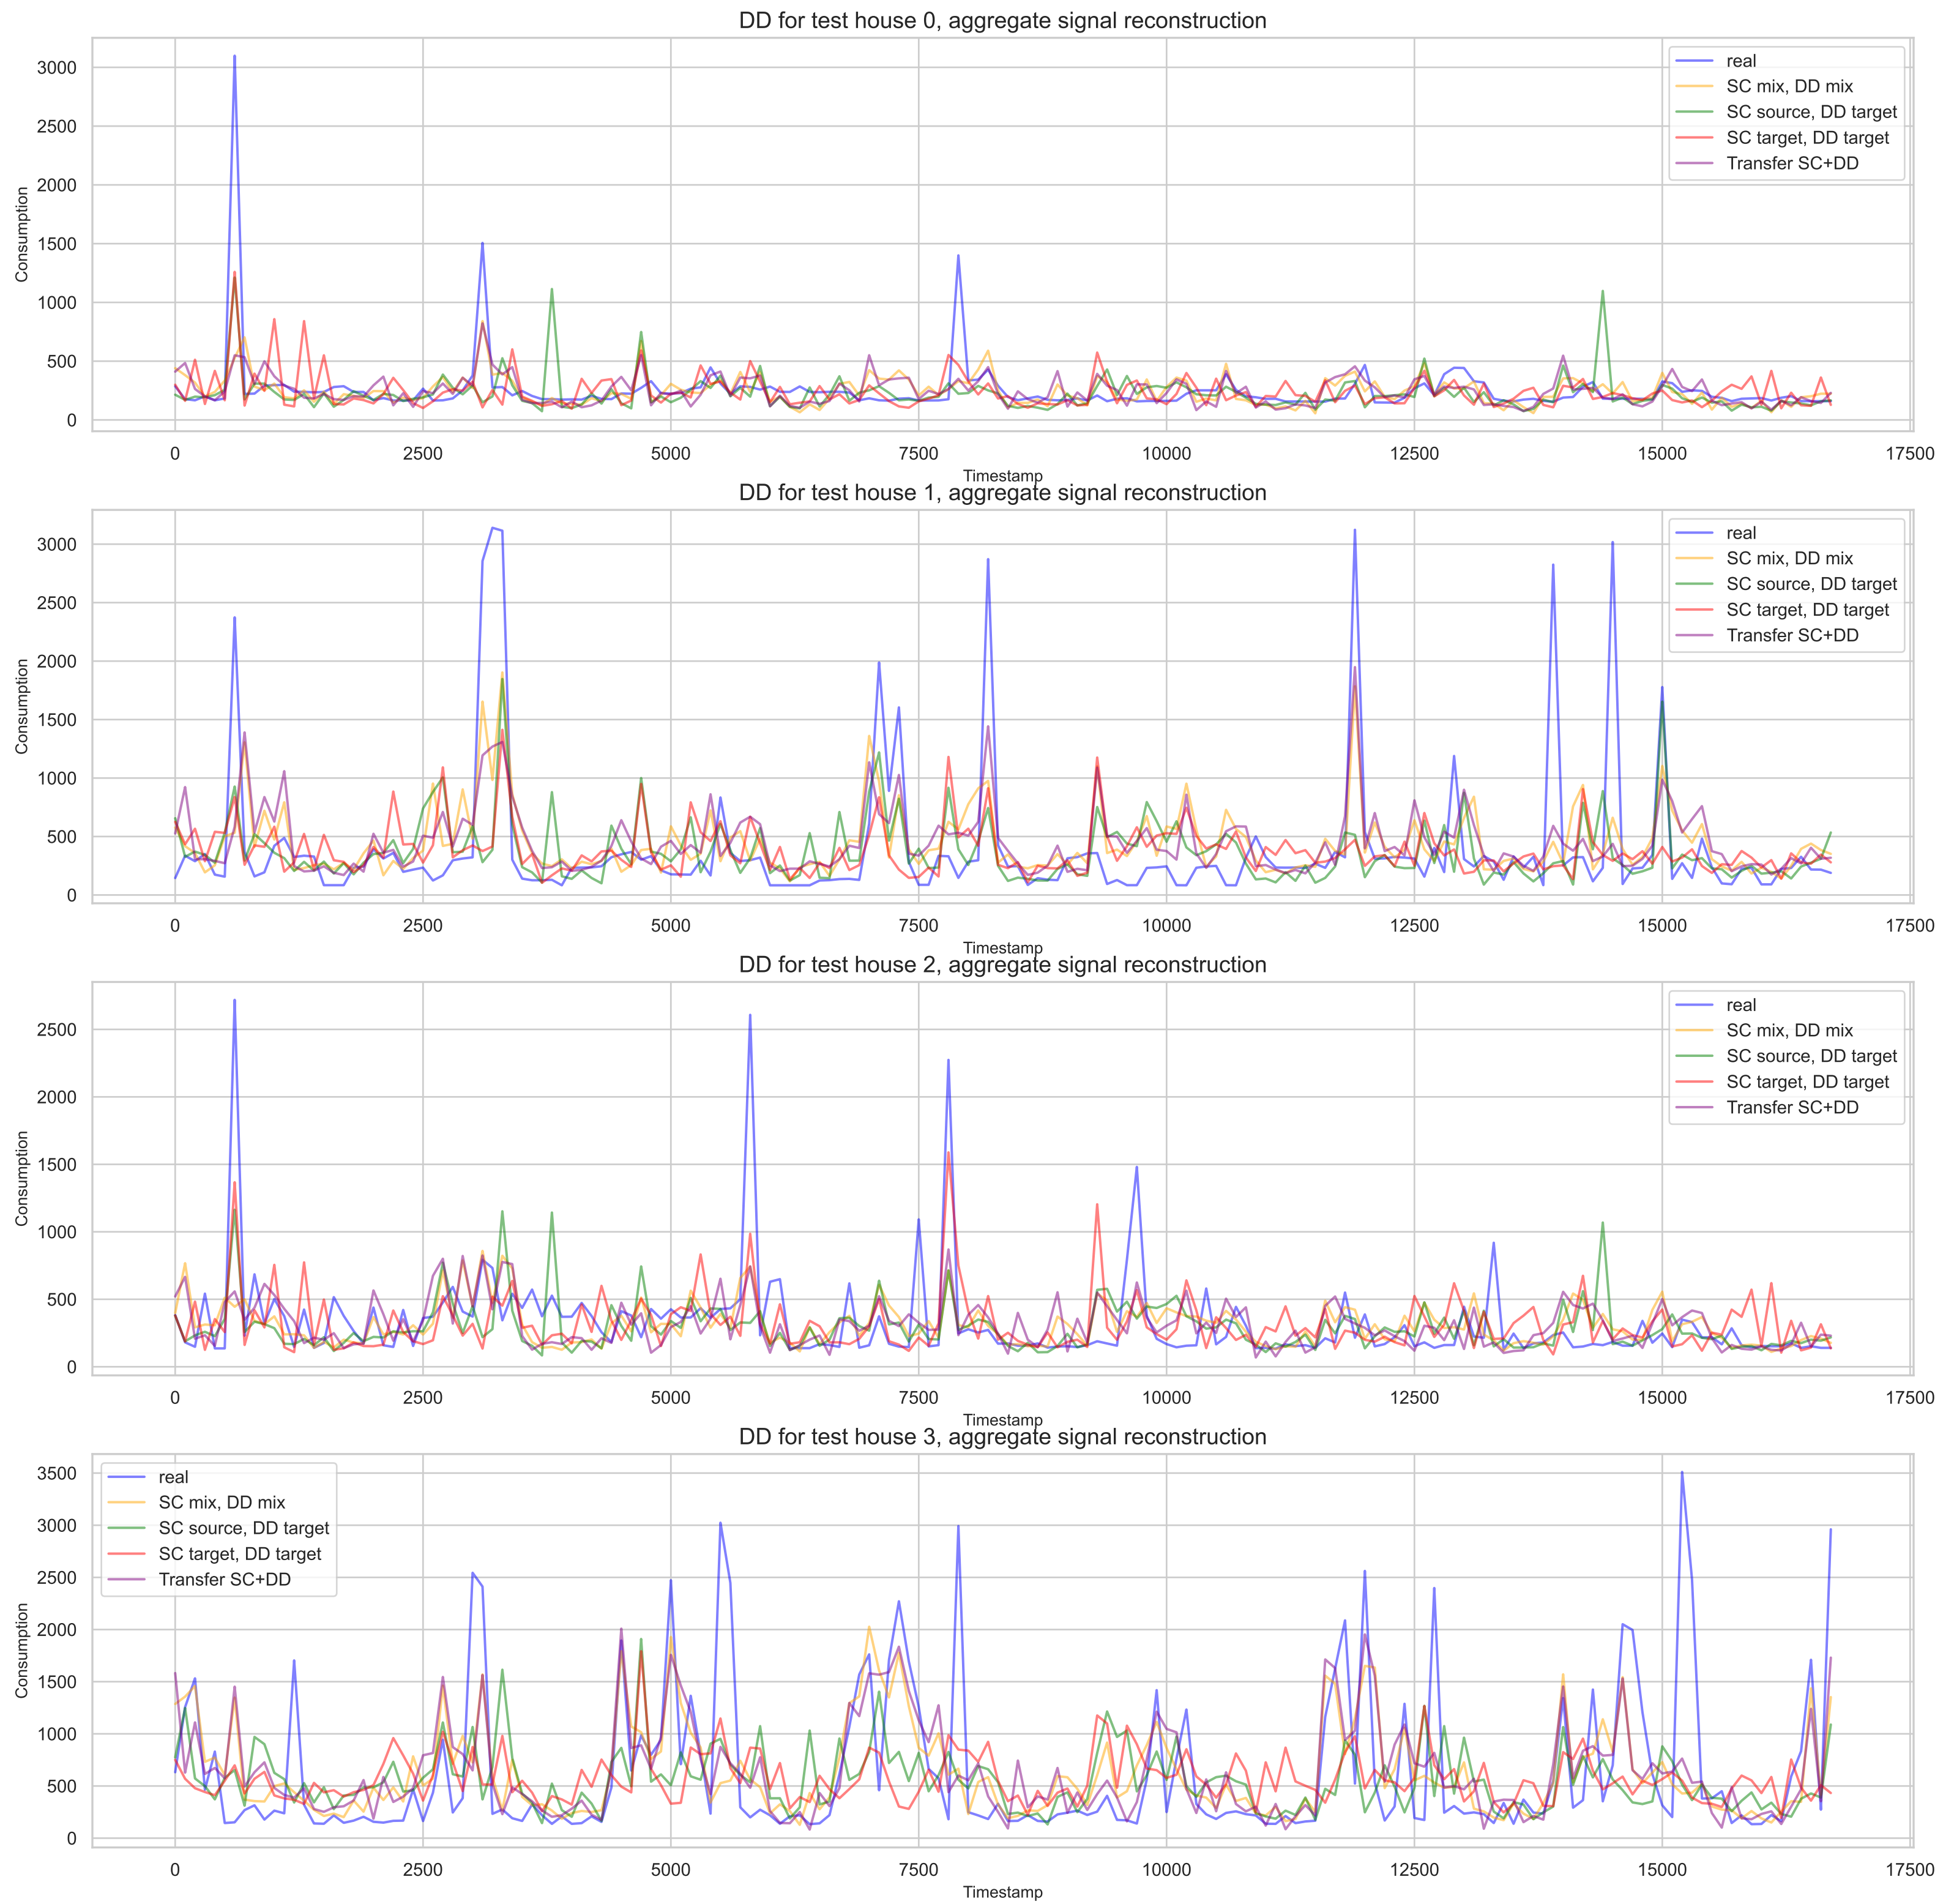 DD for test house 0, aggregate signal reconstruction
3000
2500
2000
1500
1000
500
0
Consumption
real
SC mix, DD mix
SC source, DD target
SC target, DD target
Transfer SC+DD
0 2500 5000 7500 10000 12500 15000 17500
Timestamp
DD for test house 1, aggregate signal reconstruction
3000
2500
2000
1500
1000
500
0
Consumption
real
SC mix, DD mix
SC source, DD target
SC target, DD target
Transfer SC+DD
0 2500 5000 7500 10000 12500 15000 17500
Timestamp
DD for test house 2, aggregate signal reconstruction
2500
2000
1500
1000
500
0
Consumption
real
SC mix, DD mix
SC source, DD target
SC target, DD target
Transfer SC+DD
0 2500 5000 7500 10000 12500 15000 17500
Timestamp
DD for test house 3, aggregate signal reconstruction
3500
3000
2500
2000
1500
1000
500
0
Consumption
real
SC mix, DD mix
SC source, DD target
SC target, DD target
Transfer SC+DD
0 2500 5000 7500 10000 12500 15000 17500
Timestamp